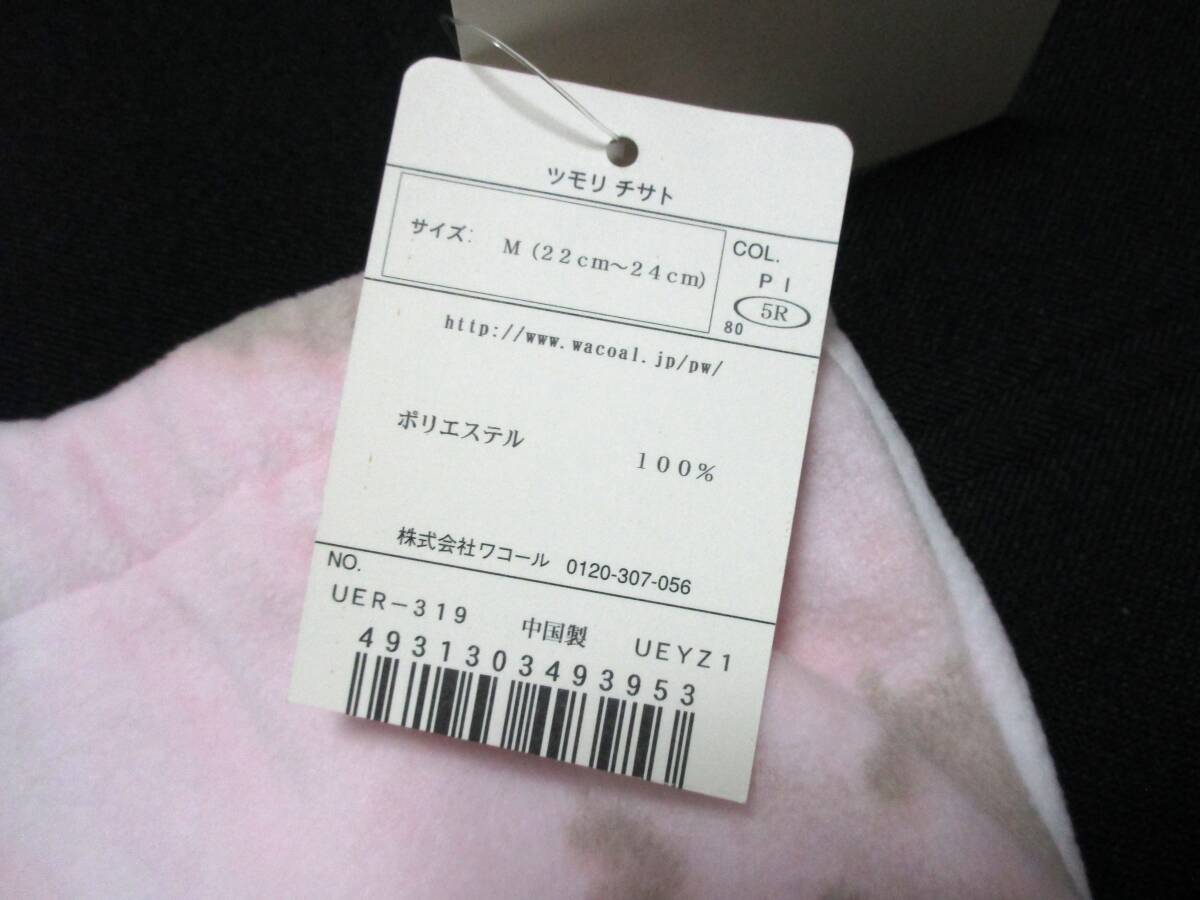 ツモリ チサト
サイズ: M (22cm～24cm)
COL.
PI
5R
80
http://www.wacoal.jp/pw/
ポリエステル 100%
株式会社ワコール 0120-307-056
NO.
UER-319 中国製 UEYZ1
4931303493953